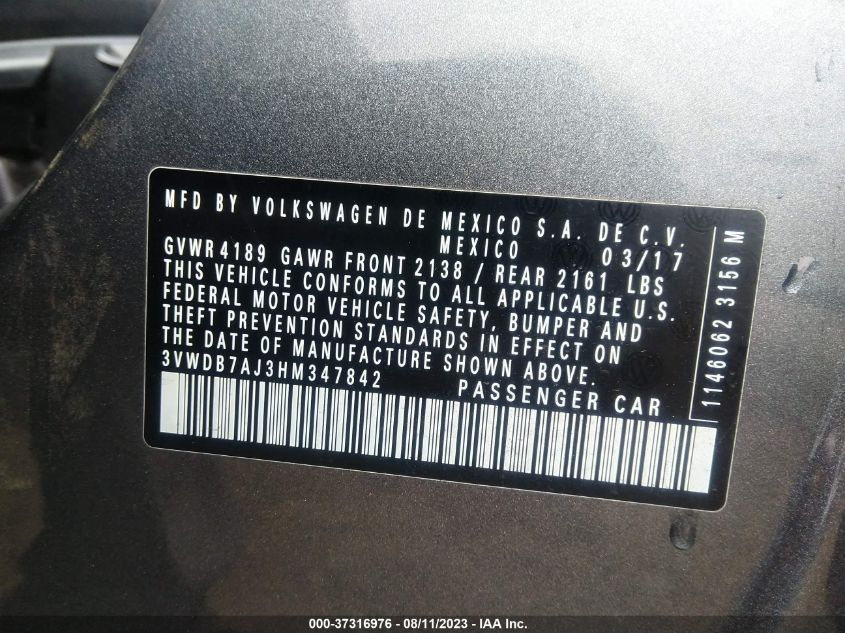 MFD BY VOLKSWAGEN DE MEXICO S.A. DE C.V.
MEXICO 03/17
GVWR 4189 GAWR FRONT 2138 / REAR 2161 LBS
THIS VEHICLE CONFORMS TO ALL APPLICABLE U.S.
FEDERAL MOTOR VEHICLE SAFETY, BUMPER AND
THEFT PREVENTION STANDARDS IN EFFECT ON
THE DATE OF MANUFACTURE SHOWN ABOVE.
3VWDB7AJ3HM347842 PASSENGER CAR
1146062 3156 M
000-37316976 - 08/11/2023 - IAA Inc.